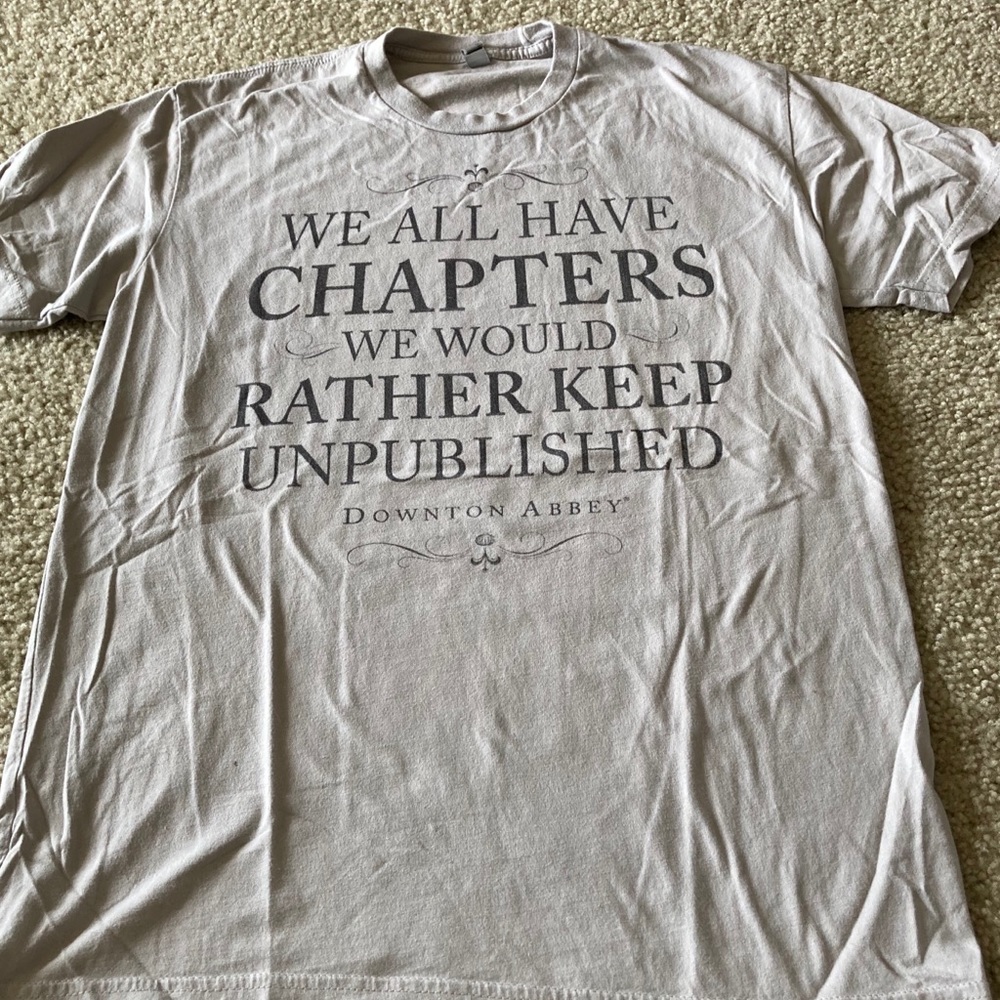 WE ALL HAVE
CHAPTERS
WE WOULD
RATHER KEEP
UNPUBLISHED
DOWNTON ABBEY®